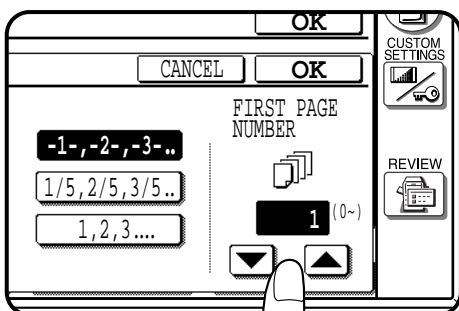 OK
CUSTOM
SETTINGS
CANCEL
OK
FIRST PAGE
NUMBER
-1-,-2-,-3-..
1/5,2/5,3/5..
1,2,3....
1 (0~)
REVIEW